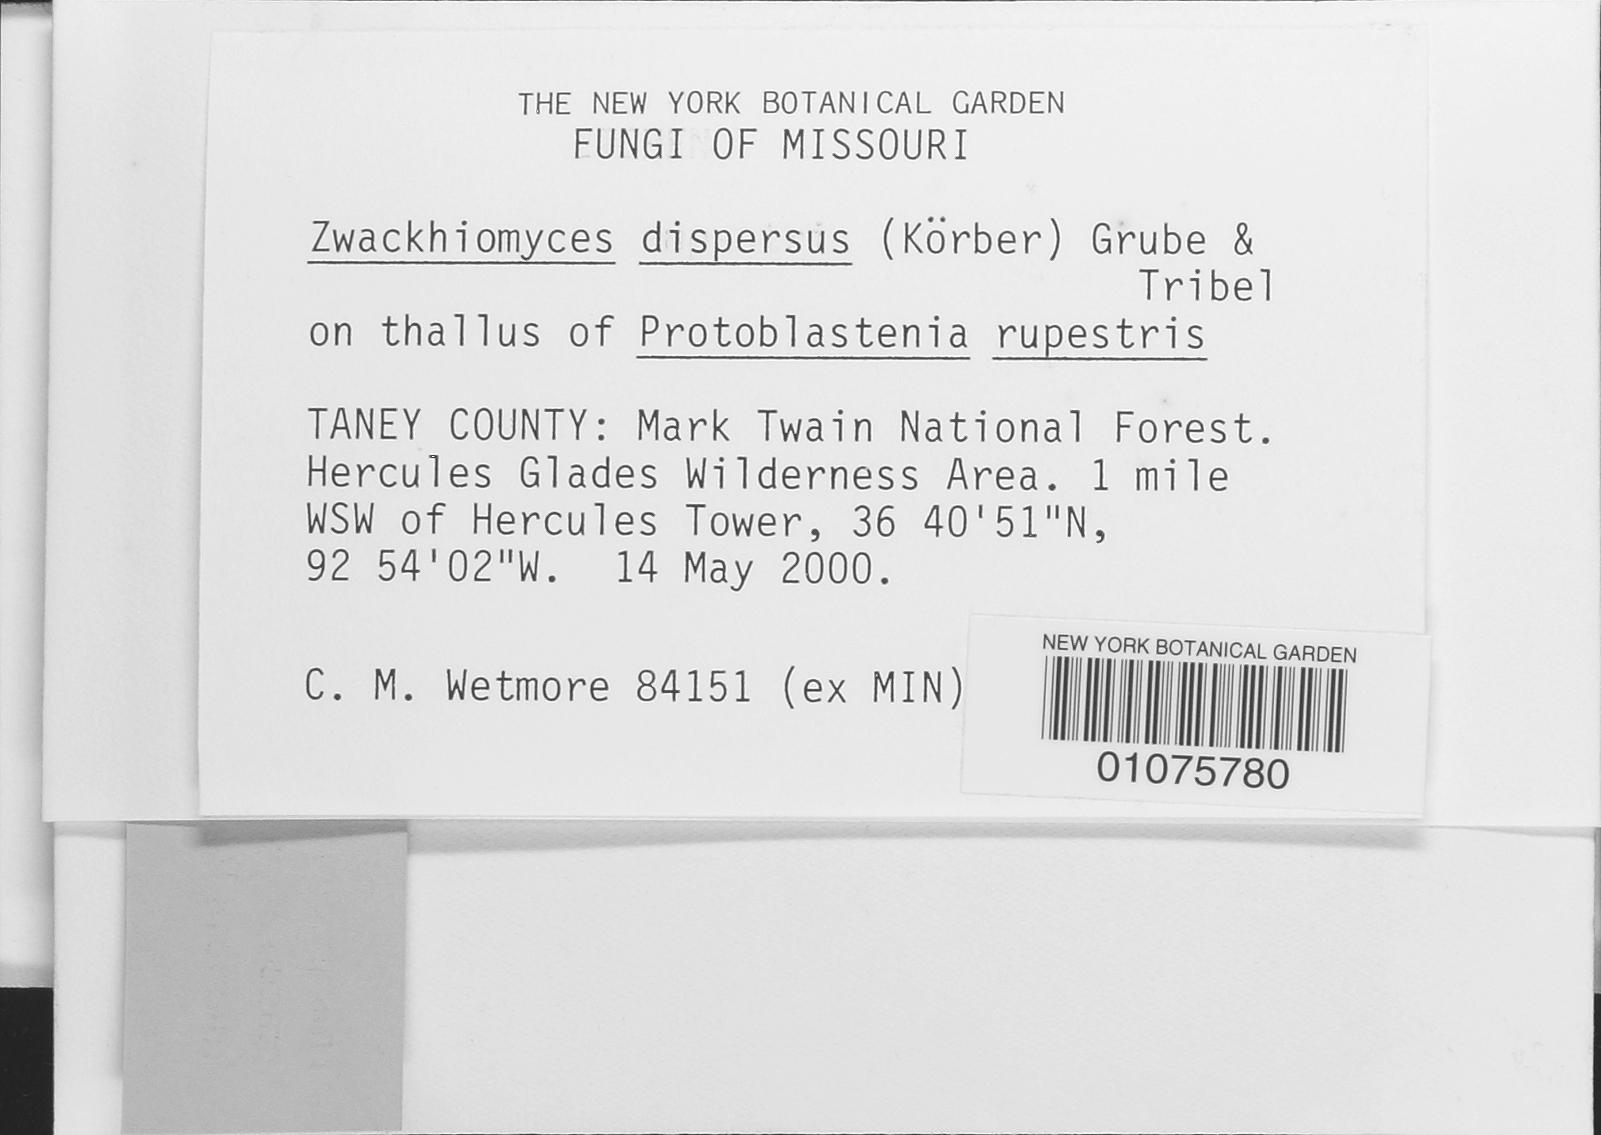 THE NEW YORK BOTANICAL GARDEN
FUNGI OF MISSOURI
Zwackhiomyces dispersus (Körber) Grube &
Tribel
on thallus of Protoblastenia rupestris
TANEY COUNTY: Mark Twain National Forest.
Hercules Glades Wilderness Area. 1 mile
WSW of Hercules Tower, 36 40'51"N,
92 54'02"W. 14 May 2000.
C. M. Wetmore 84151 (ex MIN)
NEW YORK BOTANICAL GARDEN
01075780